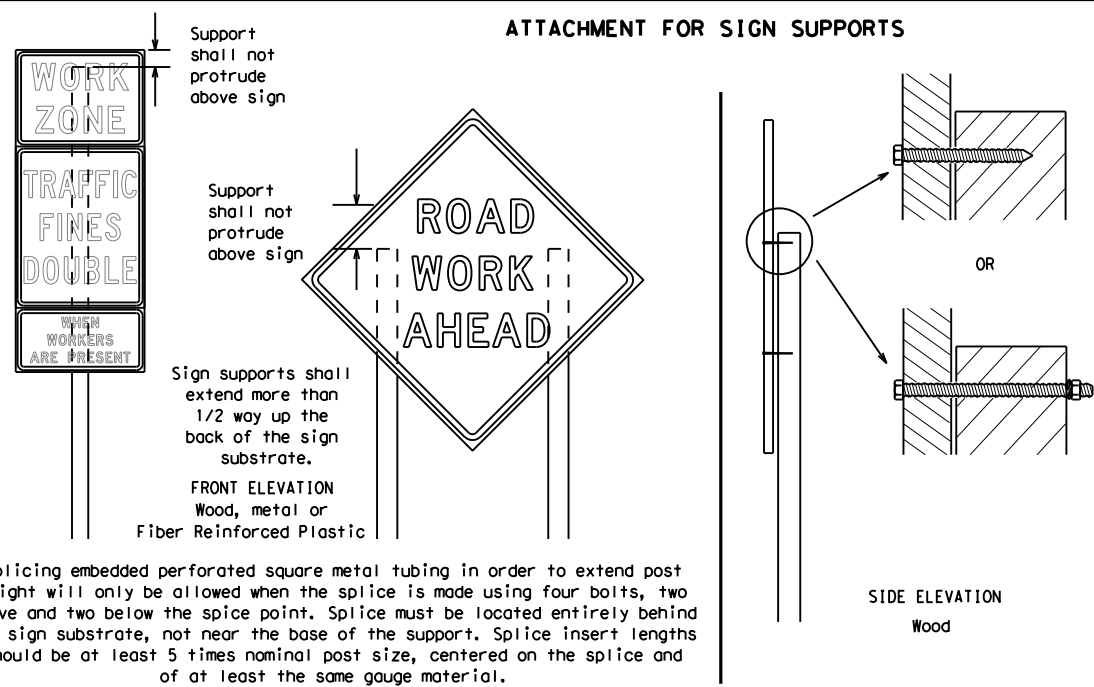 ATTACHMENT FOR SIGN SUPPORTS
WORK
ZONE
TRAFFIC
FINES
DOUBLE
WHEN
WORKERS
ARE PRESENT
Support
shall not
protrude
above sign
Support
shall not
protrude
above sign
ROAD
WORK
AHEAD
Sign supports shall
extend more than
1/2 way up the
back of the sign
substrate.
FRONT ELEVATION
Wood, metal or
Fiber Reinforced Plastic
plicing embedded perforated square metal tubing in order to extend post
ight will only be allowed when the splice is made using four bolts, two
ve and two below the spice point. Splice must be located entirely behind
sign substrate, not near the base of the support. Splice insert lengths
ould be at least 5 times nominal post size, centered on the splice and
of at least the same gauge material.
OR
SIDE ELEVATION
Wood